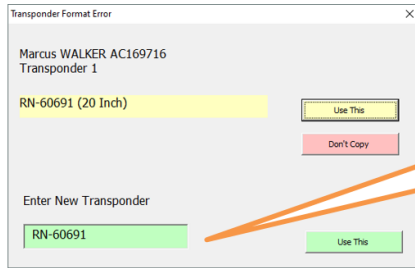 Transponder Format Error
Marcus WALKER AC169716
Transponder 1
RN-60691 (20 Inch)
Use This
Don't Copy
Enter New Transponder
RN-60691
Use This